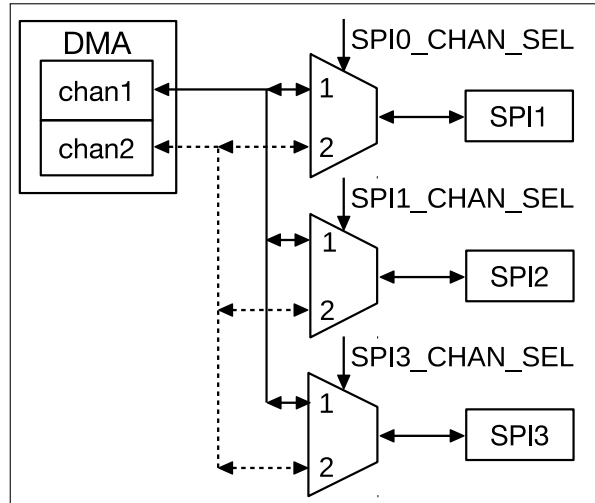 DMA
chan1
chan2
SPI0_CHAN_SEL
1
2
SPI1
SPI1_CHAN_SEL
1
2
SPI2
SPI3_CHAN_SEL
1
2
SPI3